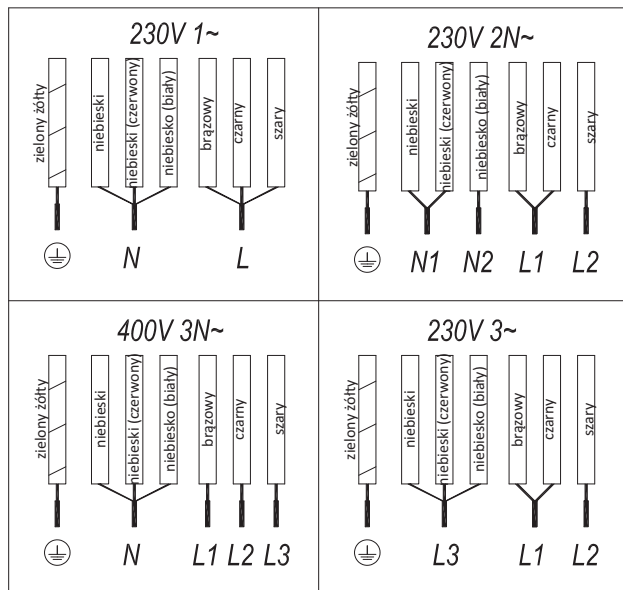 230V 1~
zielony żółty
niebieski
niebieski (czerwony)
niebiesko (biały)
brązowy
czarny
szary
N
L
230V 2N~
zielony żółty
niebieski
niebieski (czerwony)
niebiesko (biały)
brązowy
czarny
szary
N1 N2 L1 L2
400V 3N~
zielony żółty
niebieski
niebieski (czerwony)
niebiesko (biały)
brązowy
czarny
szary
N L1 L2 L3
230V 3~
zielony żółty
niebieski
niebieski (czerwony)
niebiesko (biały)
brązowy
czarny
szary
L3 L1 L2